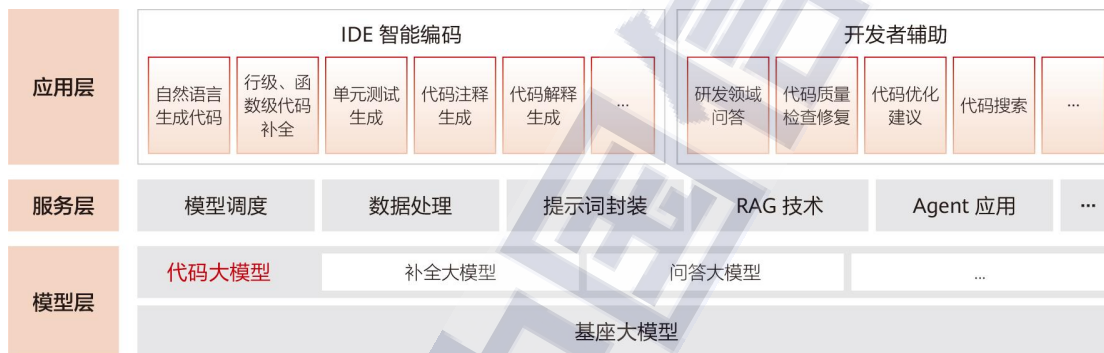 IDE 智能编码
开发者辅助
应用层
自然语言
生成代码
行级、函
数级代码
补全
单元测试
生成
代码注释
生成
代码解释
生成
...
研发领域
问答
代码质量
检查修复
代码优化
建议
代码搜索
...
服务层
模型调度
数据处理
提示词封装
RAG 技术
Agent 应用
...
模型层
代码大模型
补全大模型
问答大模型
...
基座大模型